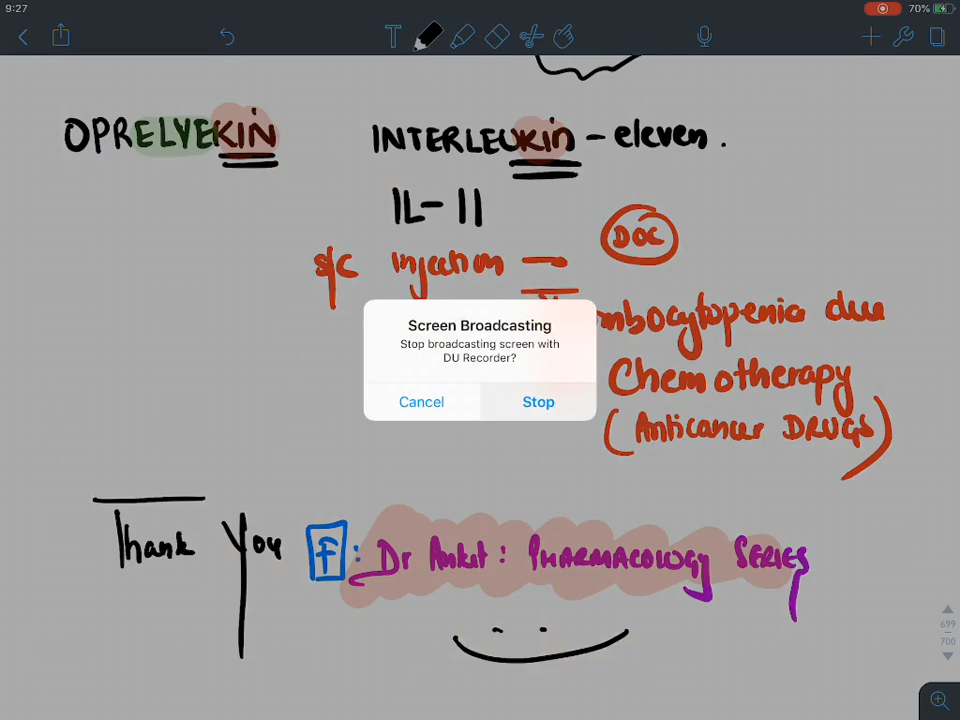 9:27
70%
T
OPRELVEKIN INTERLEUKIN - eleven.
IL- 11
DOC
S/C Injection
mbocytopenia due
Screen Broadcasting
Stop broadcasting screen with
DU Recorder?
Chemotherapy
Cancel Stop
(Anticancer DRUGS)
Thank You F: Dr Ankit: PHARMACOLOGY SERIES
699
700